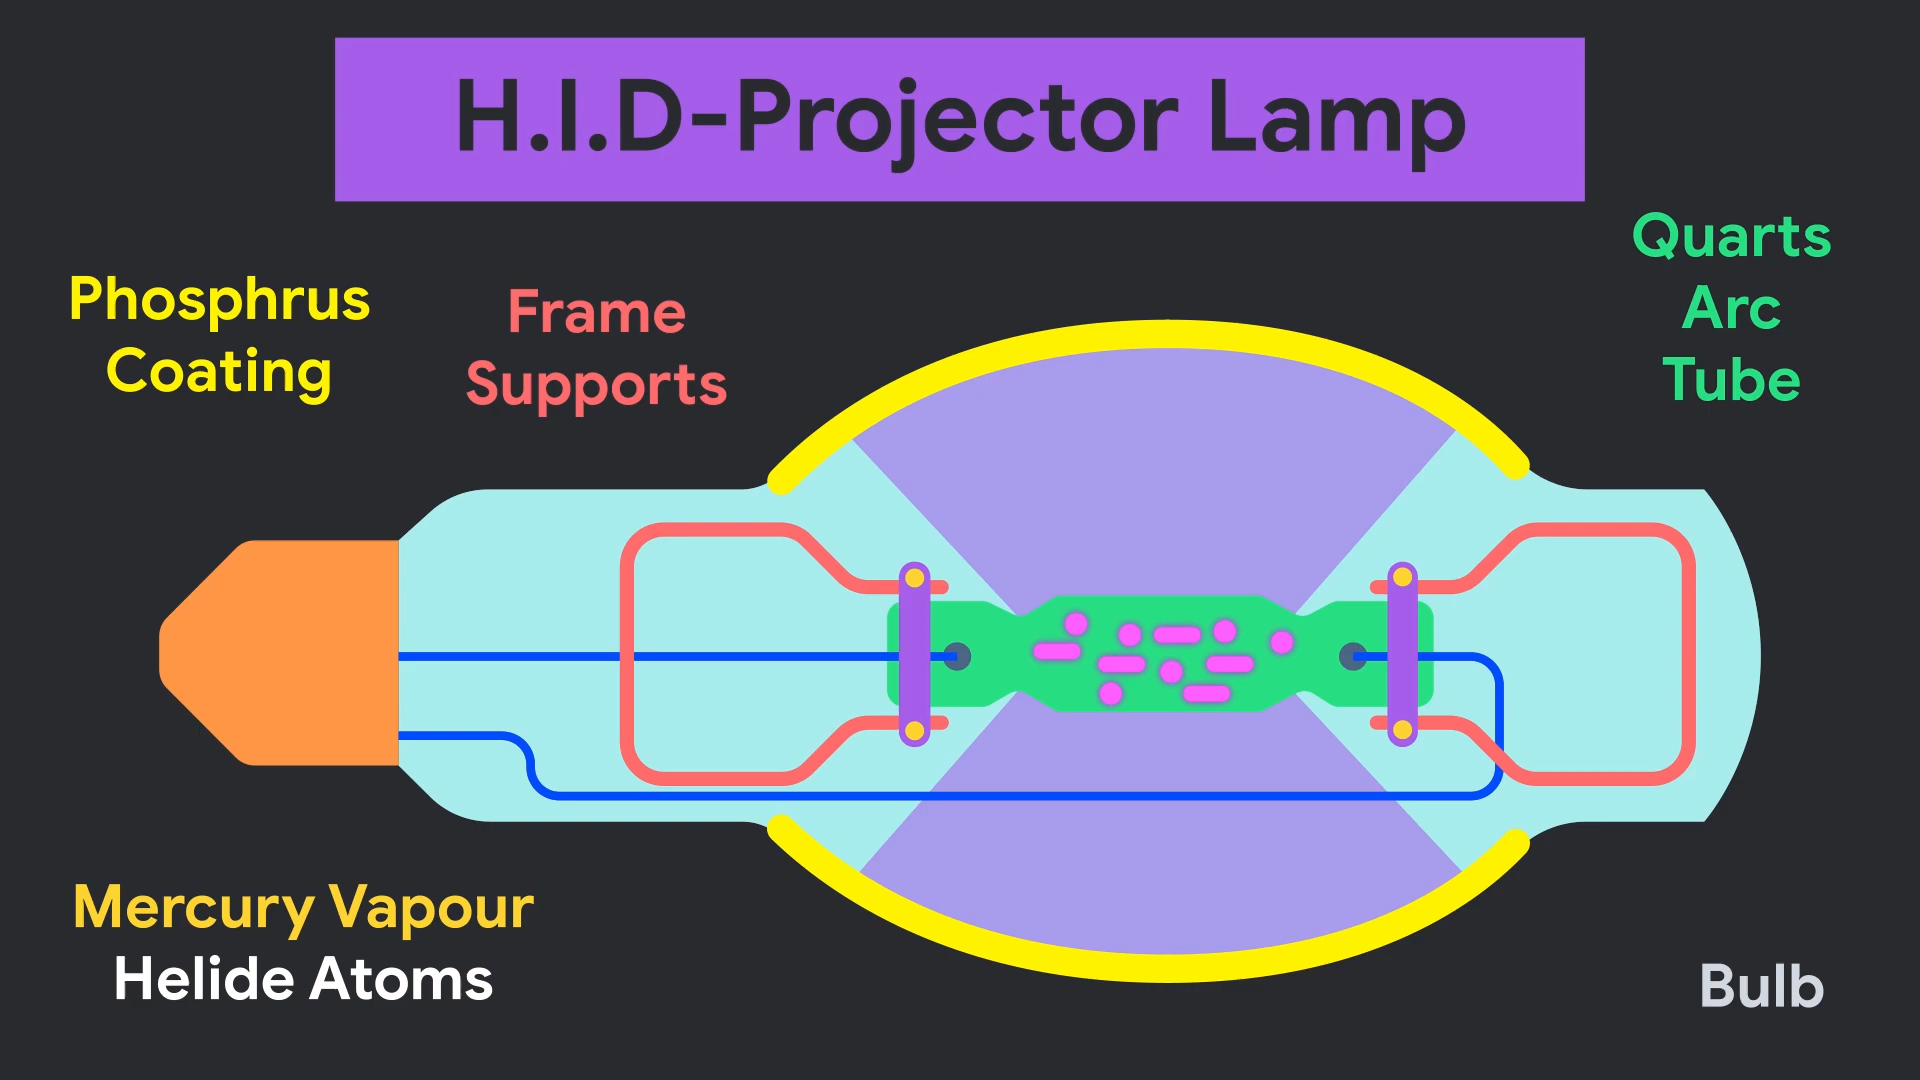 H.I.D-Projector Lamp
Phosphrus
Coating
Frame
Supports
Quarts
Arc
Tube
Mercury Vapour
Helide Atoms
Bulb